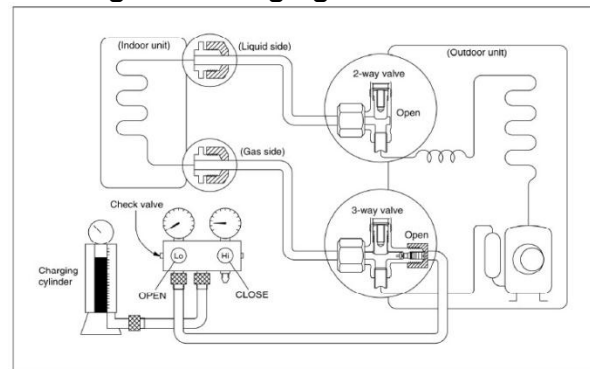 (Indoor unit)
(Liquid side)
(Outdoor unit)
2-way valve
Open
(Gas side)
3-way valve
Open
Check valve
Lo
Hi
Charging
cylinder
OPEN
CLOSE